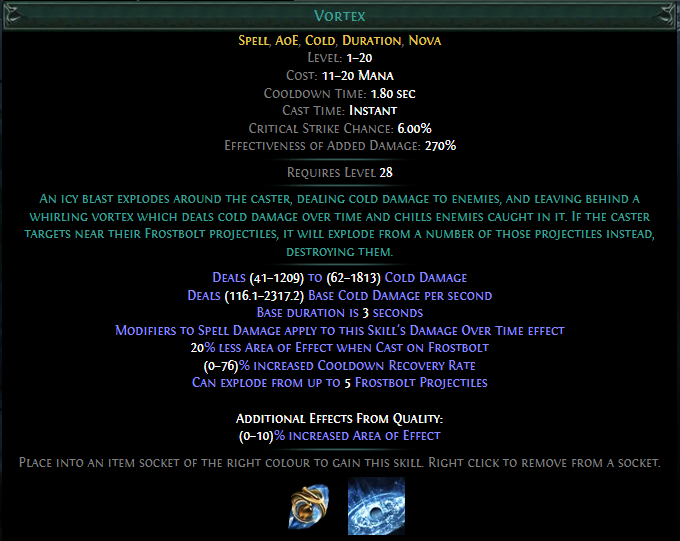 Vortex
Spell, AoE, Cold, Duration, Nova
Level: 1–20
Cost: 11–20 Mana
Cooldown Time: 1.80 sec
Cast Time: Instant
Critical Strike Chance: 6.00%
Effectiveness of Added Damage: 270%
Requires Level 28
An icy blast explodes around the caster, dealing cold damage to enemies, and leaving behind a
whirling vortex which deals cold damage over time and chills enemies caught in it. If the caster
targets near their Frostbolt projectiles, it will explode from a number of those projectiles instead,
destroying them.
Deals (41–1209) to (62–1813) Cold Damage
Deals (116.1–2317.2) Base Cold Damage per second
Base duration is 3 seconds
Modifiers to Spell Damage apply to this Skill's Damage Over Time effect
20% less Area of Effect when Cast on Frostbolt
(0–76)% increased Cooldown Recovery Rate
Can explode from up to 5 Frostbolt Projectiles
Additional Effects From Quality:
(0–10)% increased Area of Effect
Place into an item socket of the right colour to gain this skill. Right click to remove from a socket.